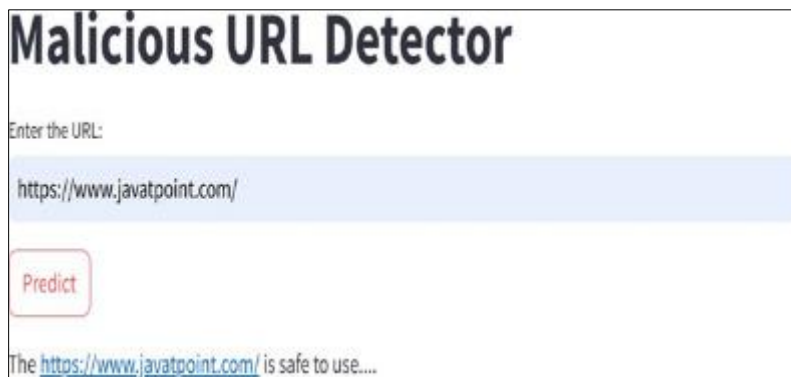 Malicious URL Detector
Enter the URL:
https://www.javatpoint.com/
Predict
The https://www.javatpoint.com/ is safe to use....